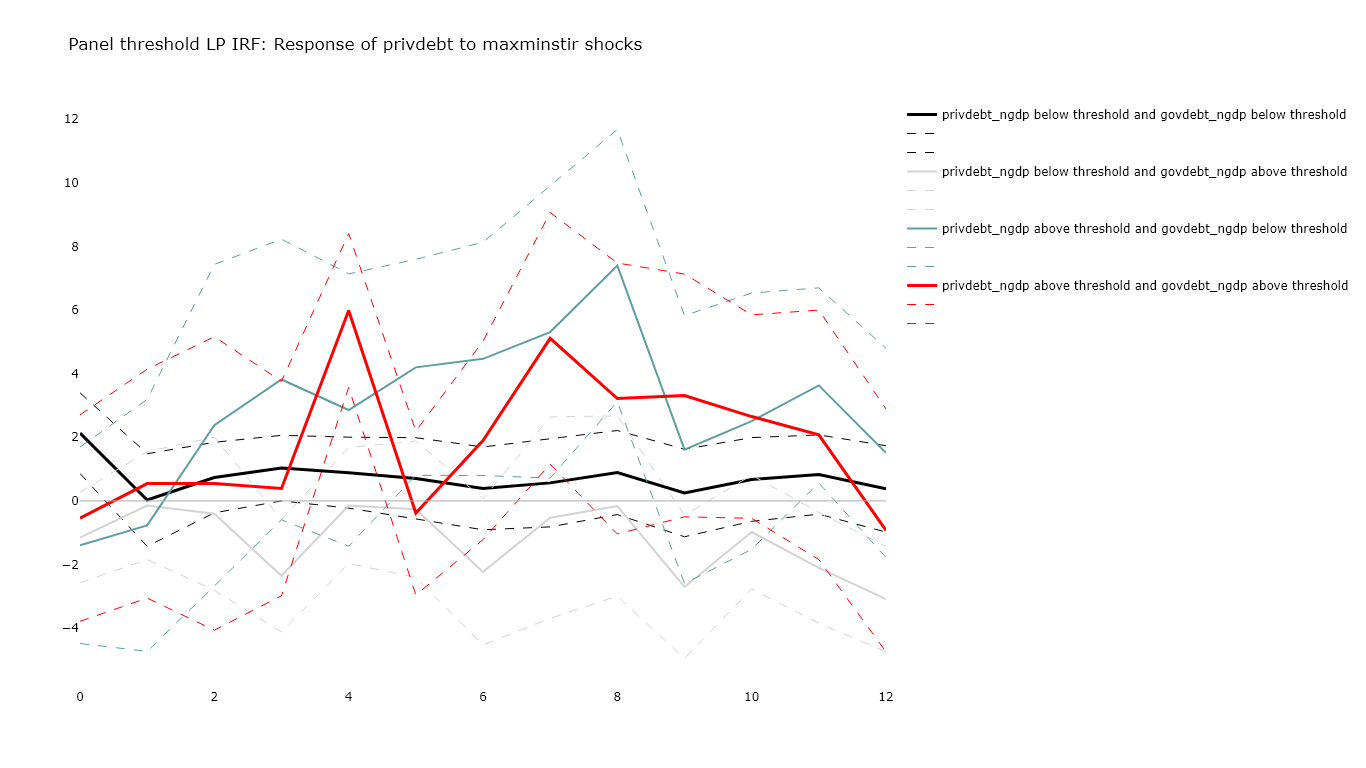 Panel threshold LP IRF: Response of privdebt to maxminstir shocks
12
10
8
6
4
2
0
−2
−4
0 2 4 6 8 10 12
privdebt_ngdp below threshold and govdebt_ngdp below threshold
privdebt_ngdp below threshold and govdebt_ngdp above threshold
privdebt_ngdp above threshold and govdebt_ngdp below threshold
privdebt_ngdp above threshold and govdebt_ngdp above threshold